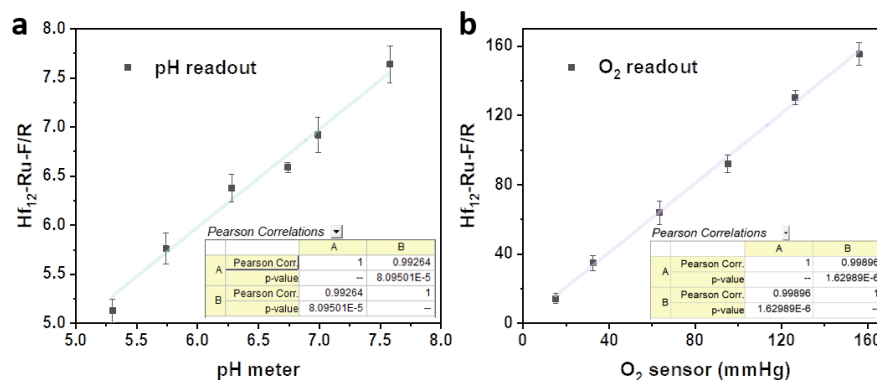 a
pH readout
Hf12-Ru-F/R
8.0
7.5
7.0
6.5
6.0
5.5
5.0
Pearson Correlations
A B
A Pearson Corr. 1 0.99264
p-value -- 8.09501E-5
B Pearson Corr. 0.99264 1
p-value 8.09501E-5 --
5.0 5.5 6.0 6.5 7.0 7.5 8.0
pH meter
b
O2 readout
Hf12-Ru-F/R
160
120
80
40
0
Pearson Correlations
A B
A Pearson Corr. 1 0.99896
p-value -- 1.62989E-6
B Pearson Corr. 0.99896 1
p-value 1.62989E-6 --
0 40 80 120 160
O2 sensor (mmHg)